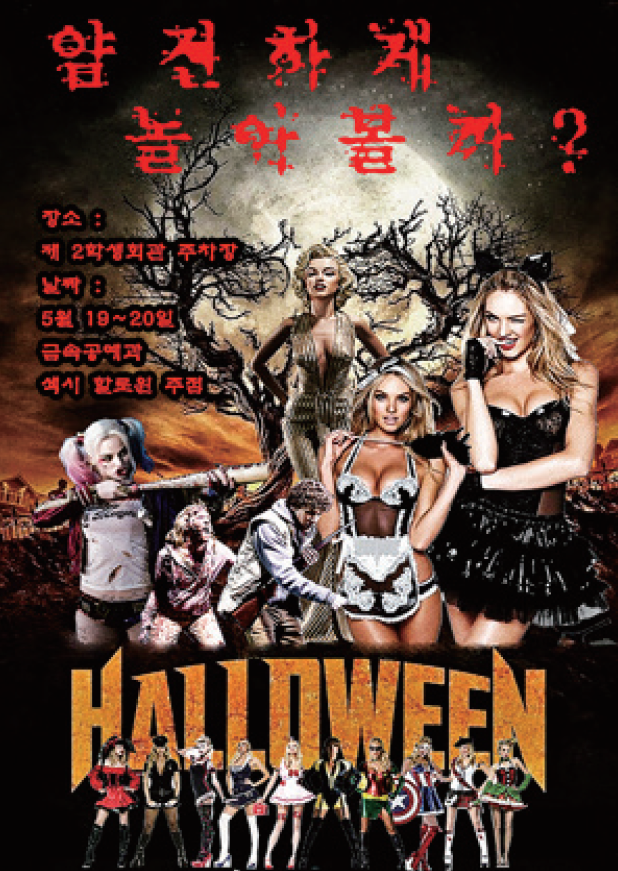 얌전하게
놀아볼까?
장소 :
제 2학생회관 주차장
날짜 :
5월 19~20일
금속공예과
섹시 할로윈 주점
HALLOWEEN